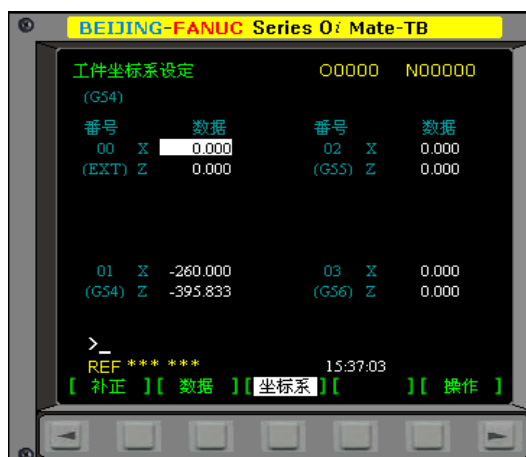 BEIJING-FANUC Series 0i Mate-TB
工件坐标系设定 O0000 N00000
(G54)
番号 数据 番号 数据
00 X 0.000 02 X 0.000
(EXT) Z 0.000 (G55) Z 0.000
01 X -260.000 03 X 0.000
(G54) Z -395.833 (G56) Z 0.000
>_
REF *** *** 15:37:03
[ 补正 ][ 数据 ][ 坐标系 ][ ][ 操作 ]